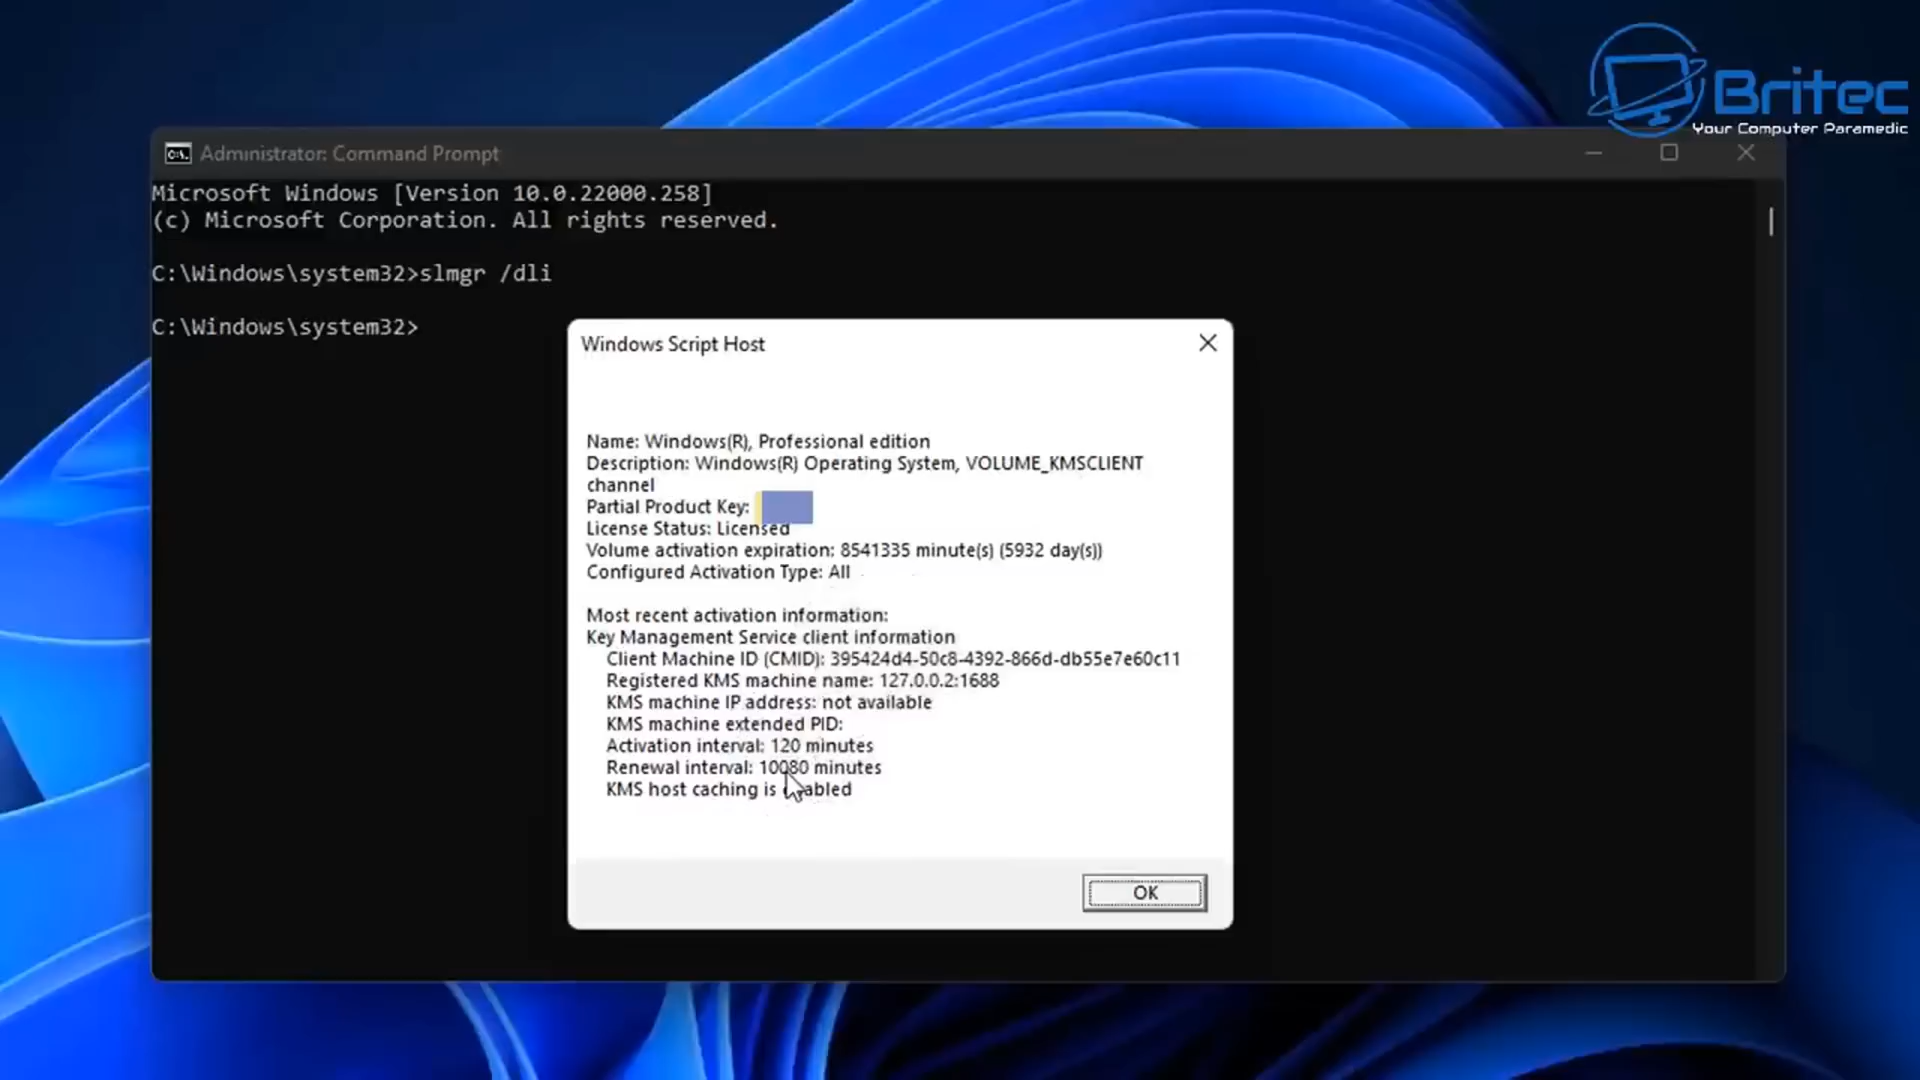 Britec
Your Computer Paramedic
Administrator: Command Prompt
Microsoft Windows [Version 10.0.22000.258]
(c) Microsoft Corporation. All rights reserved.
C:\Windows\system32>slmgr /dli
C:\Windows\system32>
Windows Script Host
Name: Windows(R), Professional edition
Description: Windows(R) Operating System, VOLUME_KMSCLIENT
channel
Partial Product Key:
License Status: Licensed
Volume activation expiration: 8541335 minute(s) (5932 day(s))
Configured Activation Type: All
Most recent activation information:
Key Management Service client information
Client Machine ID (CMID): 395424d4-50c8-4392-866d-db55e7e60c11
Registered KMS machine name: 127.0.0.2:1688
KMS machine IP address: not available
KMS machine extended PID:
Activation interval: 120 minutes
Renewal interval: 10080 minutes
KMS host caching is enabled
OK